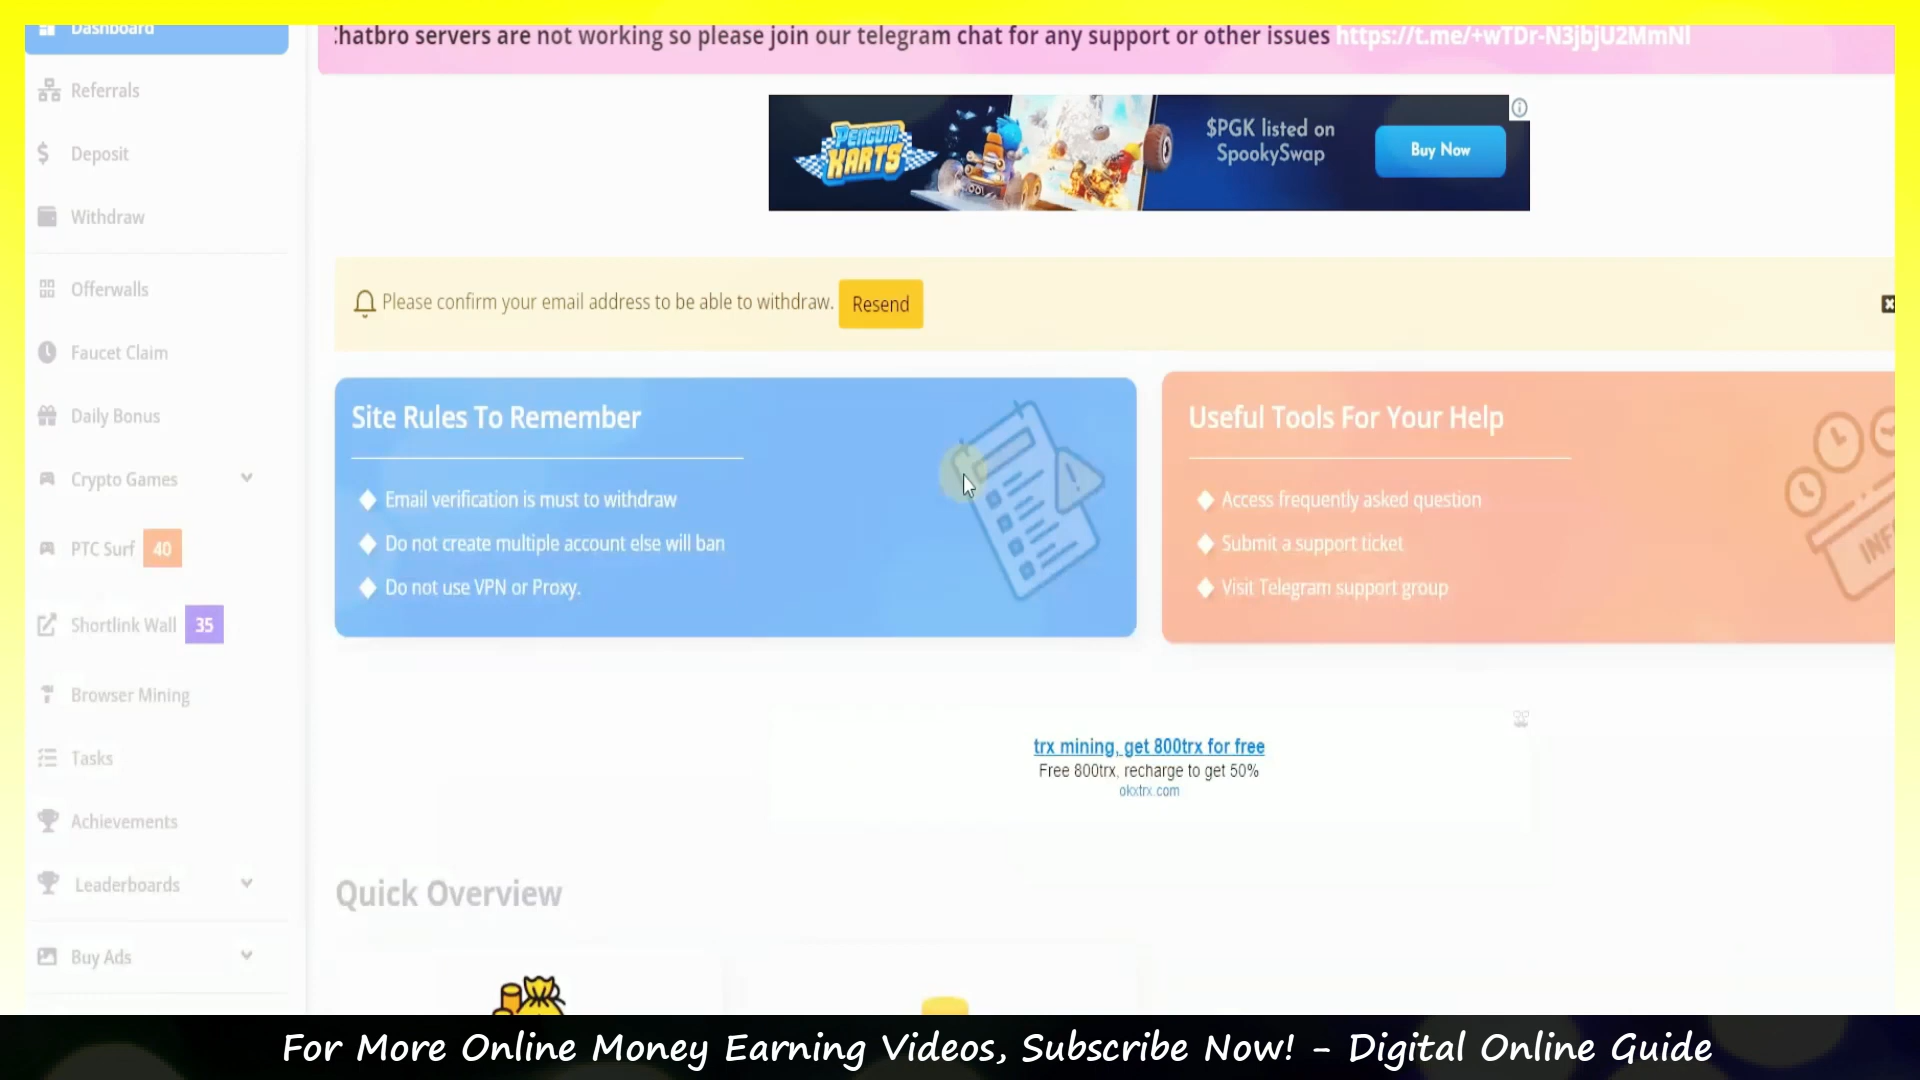 Dashboard
:hatbro servers are not working so please join our telegram chat for any support or other issues https://t.me/+wTDr-N3jbjU2MmNl
Referrals
Deposit
Withdraw
PENGUIN
KARTS
001
$PGK listed on
SpookySwap
Buy Now
Offerwalls
Please confirm your email address to be able to withdraw.
Resend
Faucet Claim
Daily Bonus
Crypto Games
PTC Surf 40
Shortlink Wall 35
Browser Mining
Tasks
Achievements
Leaderboards
Buy Ads
Site Rules To Remember
Email verification is must to withdraw
Do not create multiple account else will ban
Do not use VPN or Proxy.
Useful Tools For Your Help
Access frequently asked question
Submit a support ticket
Visit Telegram support group
INF
trx mining, get 800trx for free
Free 800trx, recharge to get 50%
okxtrx.com
Quick Overview
For More Online Money Earning Videos, Subscribe Now! - Digital Online Guide